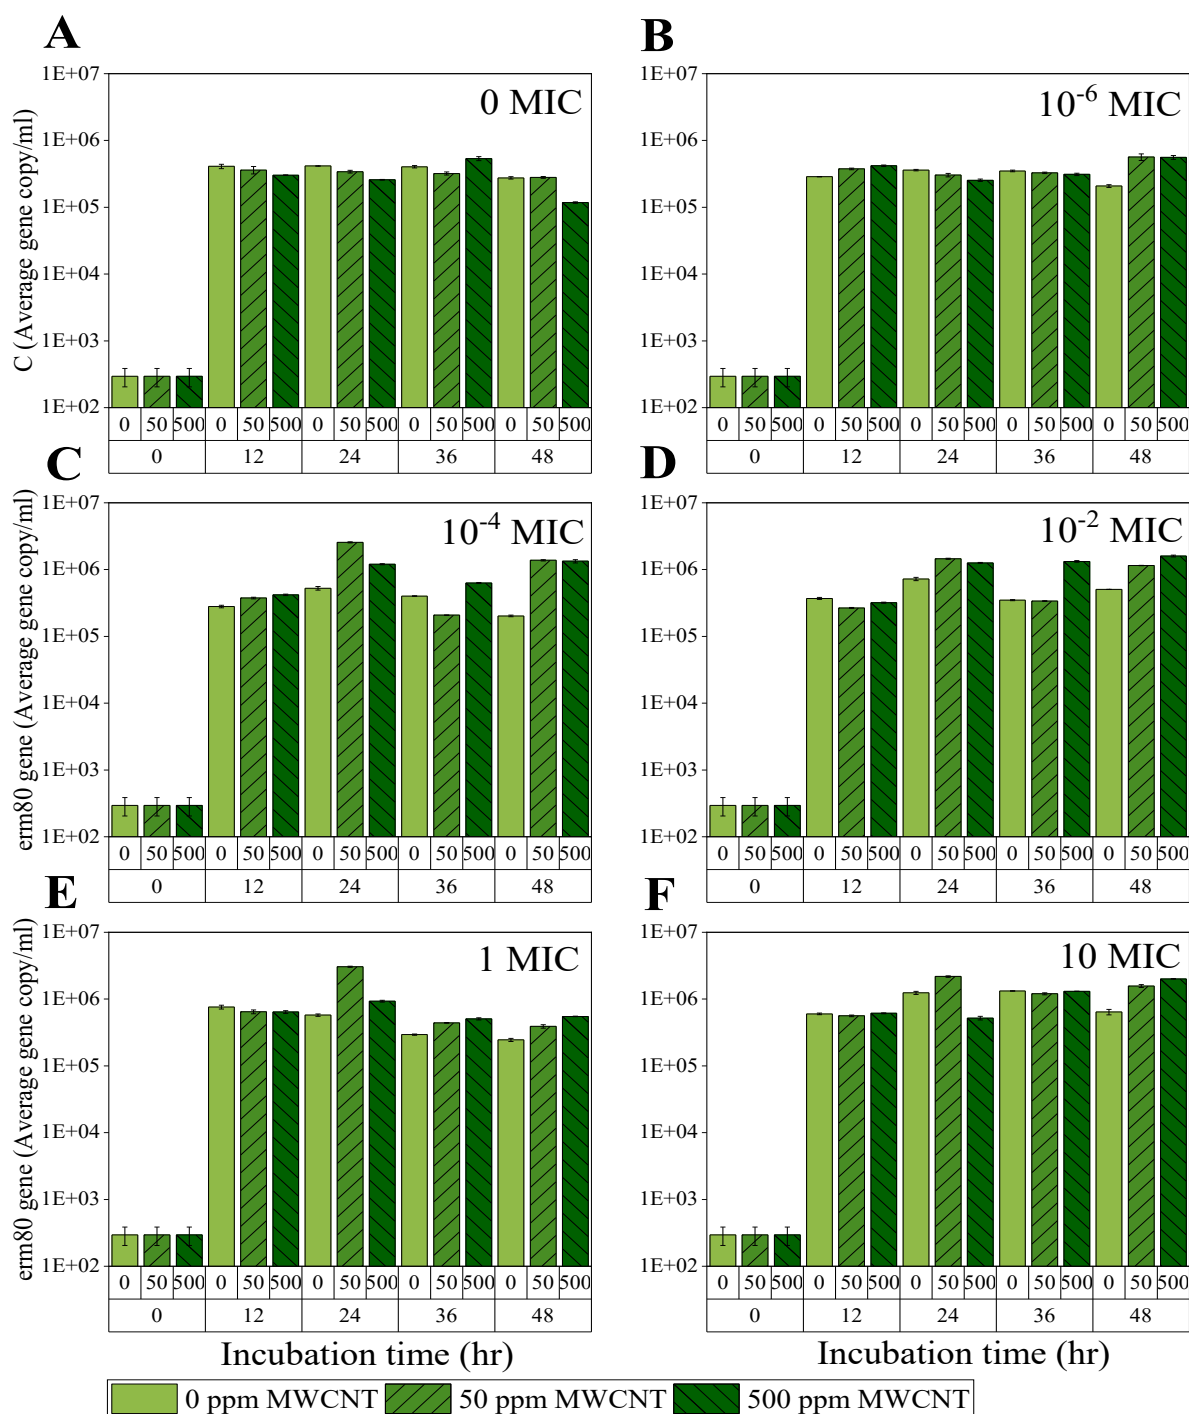 A
B
1E+07
1E+06
1E+05
1E+04
1E+03
1E+02
C (Average gene copy/ml)
0 MIC
0 50 500 0 50 500 0 50 500 0 50 500 0 50 500
0 12 24 36 48
1E+07
1E+06
1E+05
1E+04
1E+03
1E+02
10⁻⁶ MIC
0 50 500 0 50 500 0 50 500 0 50 500 0 50 500
0 12 24 36 48
C
D
1E+07
1E+06
1E+05
1E+04
1E+03
1E+02
erm80 gene (Average gene copy/ml)
10⁻⁴ MIC
0 50 500 0 50 500 0 50 500 0 50 500 0 50 500
0 12 24 36 48
1E+07
1E+06
1E+05
1E+04
1E+03
1E+02
10⁻² MIC
0 50 500 0 50 500 0 50 500 0 50 500 0 50 500
0 12 24 36 48
E
F
1E+07
1E+06
1E+05
1E+04
1E+03
1E+02
erm80 gene (Average gene copy/ml)
1 MIC
0 50 500 0 50 500 0 50 500 0 50 500 0 50 500
0 12 24 36 48
Incubation time (hr)
1E+07
1E+06
1E+05
1E+04
1E+03
1E+02
10 MIC
0 50 500 0 50 500 0 50 500 0 50 500 0 50 500
0 12 24 36 48
Incubation time (hr)
0 ppm MWCNT 50 ppm MWCNT 500 ppm MWCNT